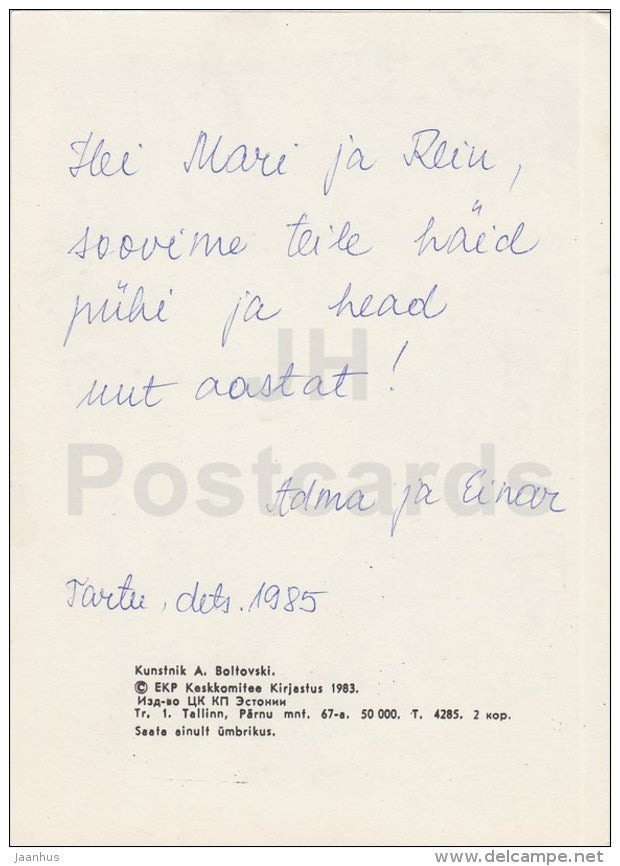 Hei Mari ja Rein,
soovime teile häid
pühi ja head
uut aastat!
Adma ja Einar
Tartu, dets. 1985
JH
Postcards
Kunstnik A. Boltovski.
© EKP Keskkomitee Kirjastus 1983.
Изд-во ЦК КП Эстонии
Tr. 1. Tallinn, Pärnu mnt. 67-a. 50 000. T. 4285. 2 кор.
Saata ainult ümbrikus.
jaanhus
www.delcampe.net